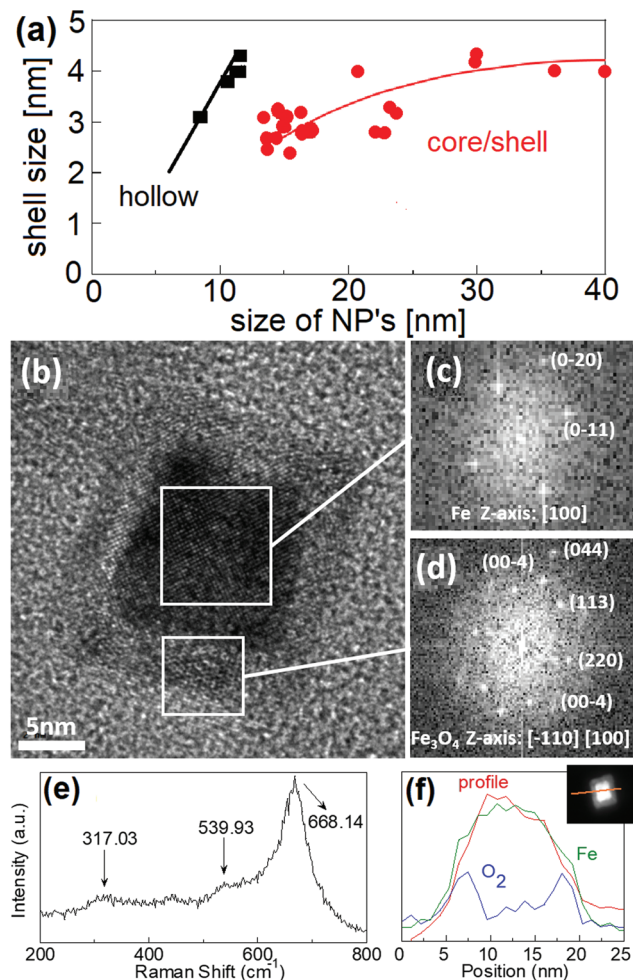 (a)
shell size [nm]
5
4
3
2
1
0
hollow
core/shell
0 10 20 30 40
size of NP's [nm]
(b)
5nm
(c)
(0-20)
(0-11)
Fe Z-axis: [100]
(d)
(00-4)
(044)
(113)
(220)
(00-4)
Fe₃O₄ Z-axis: [-110] [100]
(e)
Intensity (a.u.)
317.03
539.93
668.14
200 400 600 800
Raman Shift (cm⁻¹)
(f)
profile
Fe
O₂
0 5 10 15 20 25
Position (nm)